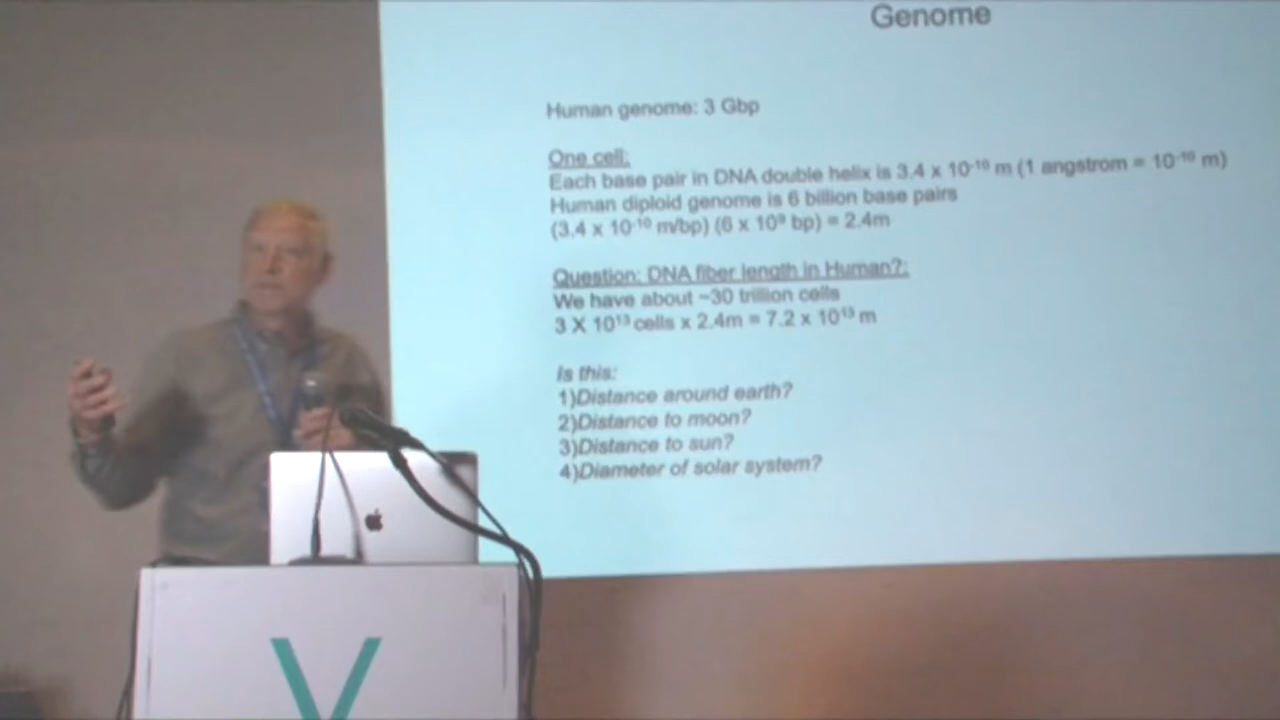 Genome
Human genome: 3 Gbp
One cell:
Each base pair in DNA double helix is 3.4 x 10⁻¹⁰ m (1 angstrom = 10⁻¹⁰ m)
Human diploid genome is 6 billion base pairs
(3.4 x 10⁻¹⁰ m/bp) (6 x 10⁹ bp) = 2.4m
Question: DNA fiber length in Human?:
We have about ~30 trillion cells
3 X 10¹³ cells x 2.4m = 7.2 x 10¹³ m
Is this:
1)Distance around earth?
2)Distance to moon?
3)Distance to sun?
4)Diameter of solar system?
V